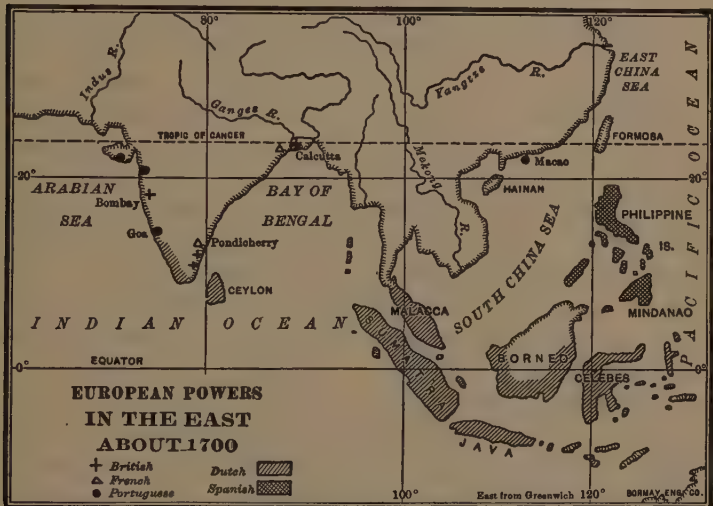 80°
100°
120°
Indus R.
Ganges R.
Yangtze R.
EAST
CHINA
SEA
PACIFIC OCEAN
TROPIC OF CANCER
FORMOSA
Calcutta
Mekong R.
Macao
20°
20°
HAINAN
ARABIAN
SEA
Bombay
BAY OF
BENGAL
PHILIPPINE
IS.
Goa
Pondicherry
SOUTH CHINA SEA
CEYLON
MALACCA
MINDANAO
INDIAN OCEAN
SUMATRA
BORNEO
EQUATOR
0°
0°
CELEBES
EUROPEAN POWERS
IN THE EAST
ABOUT 1700
JAVA
British
French
Portuguese
Dutch
Spanish
100°
East from Greenwich
120°
BORMAY ENG. CO.